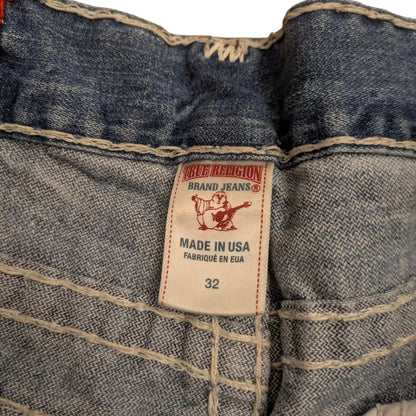 TRUE RELIGION
BRAND JEANS®
MADE IN USA
FABRIQUÉ EN EUA
32